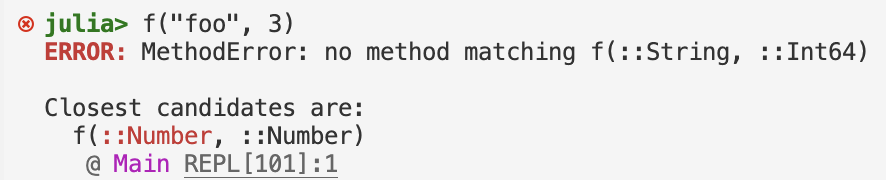 julia> f("foo", 3)
ERROR: MethodError: no method matching f(::String, ::Int64)
Closest candidates are:
f(::Number, ::Number)
@ Main REPL[101]:1